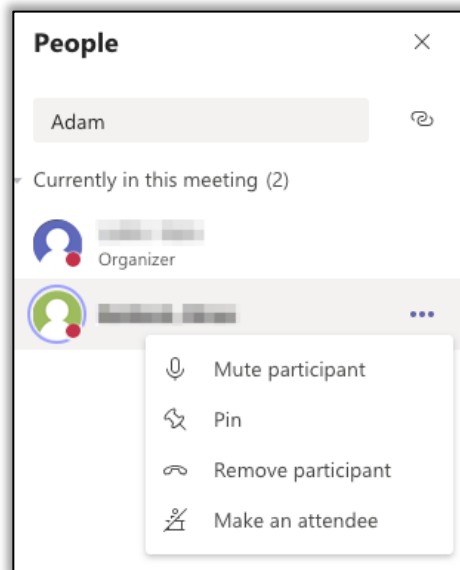 People
Adam
Currently in this meeting (2)
Organizer
Mute participant
Pin
Remove participant
Make an attendee